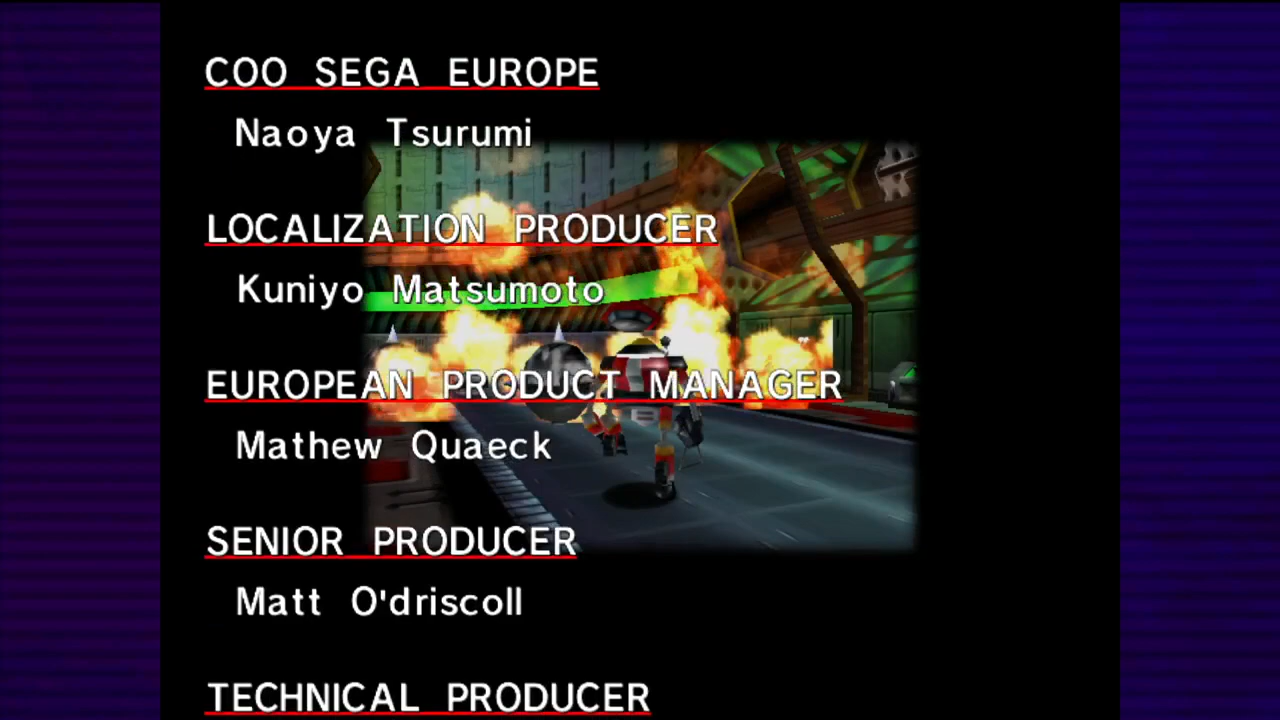 COO SEGA EUROPE
Naoya Tsurumi
LOCALIZATION PRODUCER
Kuniyo Matsumoto
EUROPEAN PRODUCT MANAGER
Mathew Quaeck
SENIOR PRODUCER
Matt O'driscoll
TECHNICAL PRODUCER